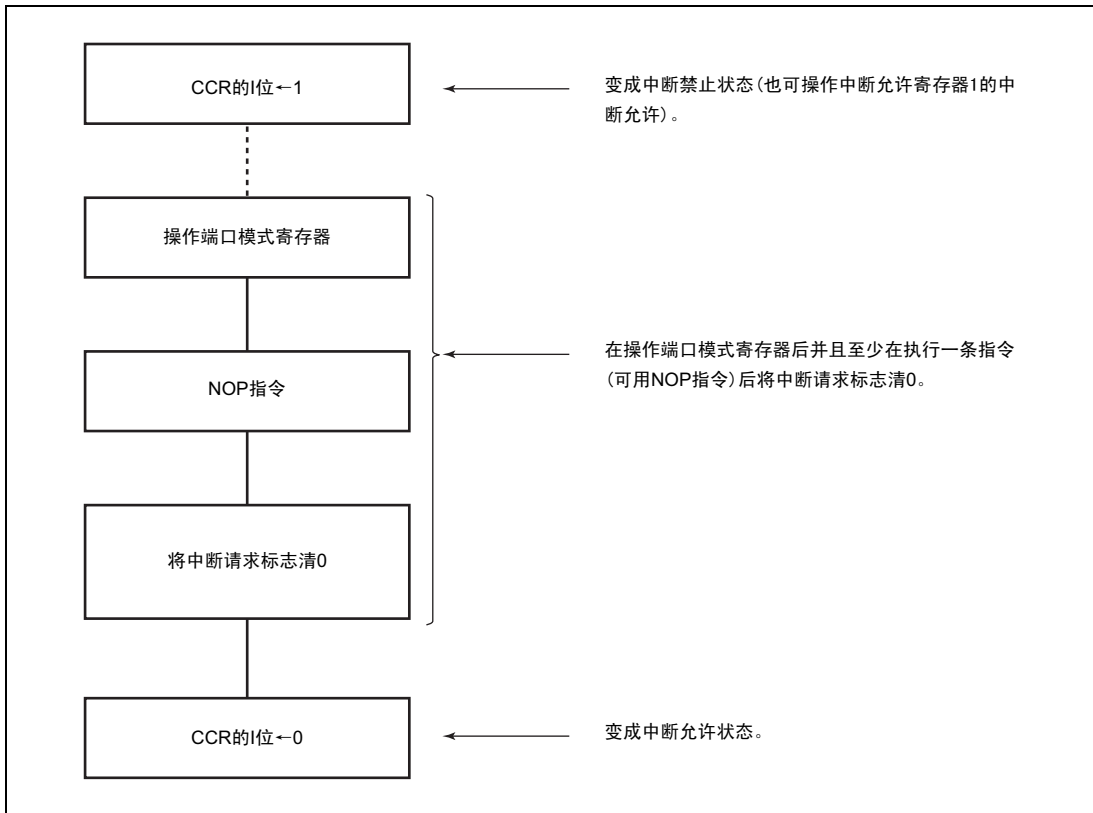 CCR的I位←1
变成中断禁止状态(也可操作中断允许寄存器1的中
断允许)。
操作端口模式寄存器
在操作端口模式寄存器后并且至少在执行一条指令
(可用NOP指令)后将中断请求标志清0。
NOP指令
将中断请求标志清0
CCR的I位←0
变成中断允许状态。